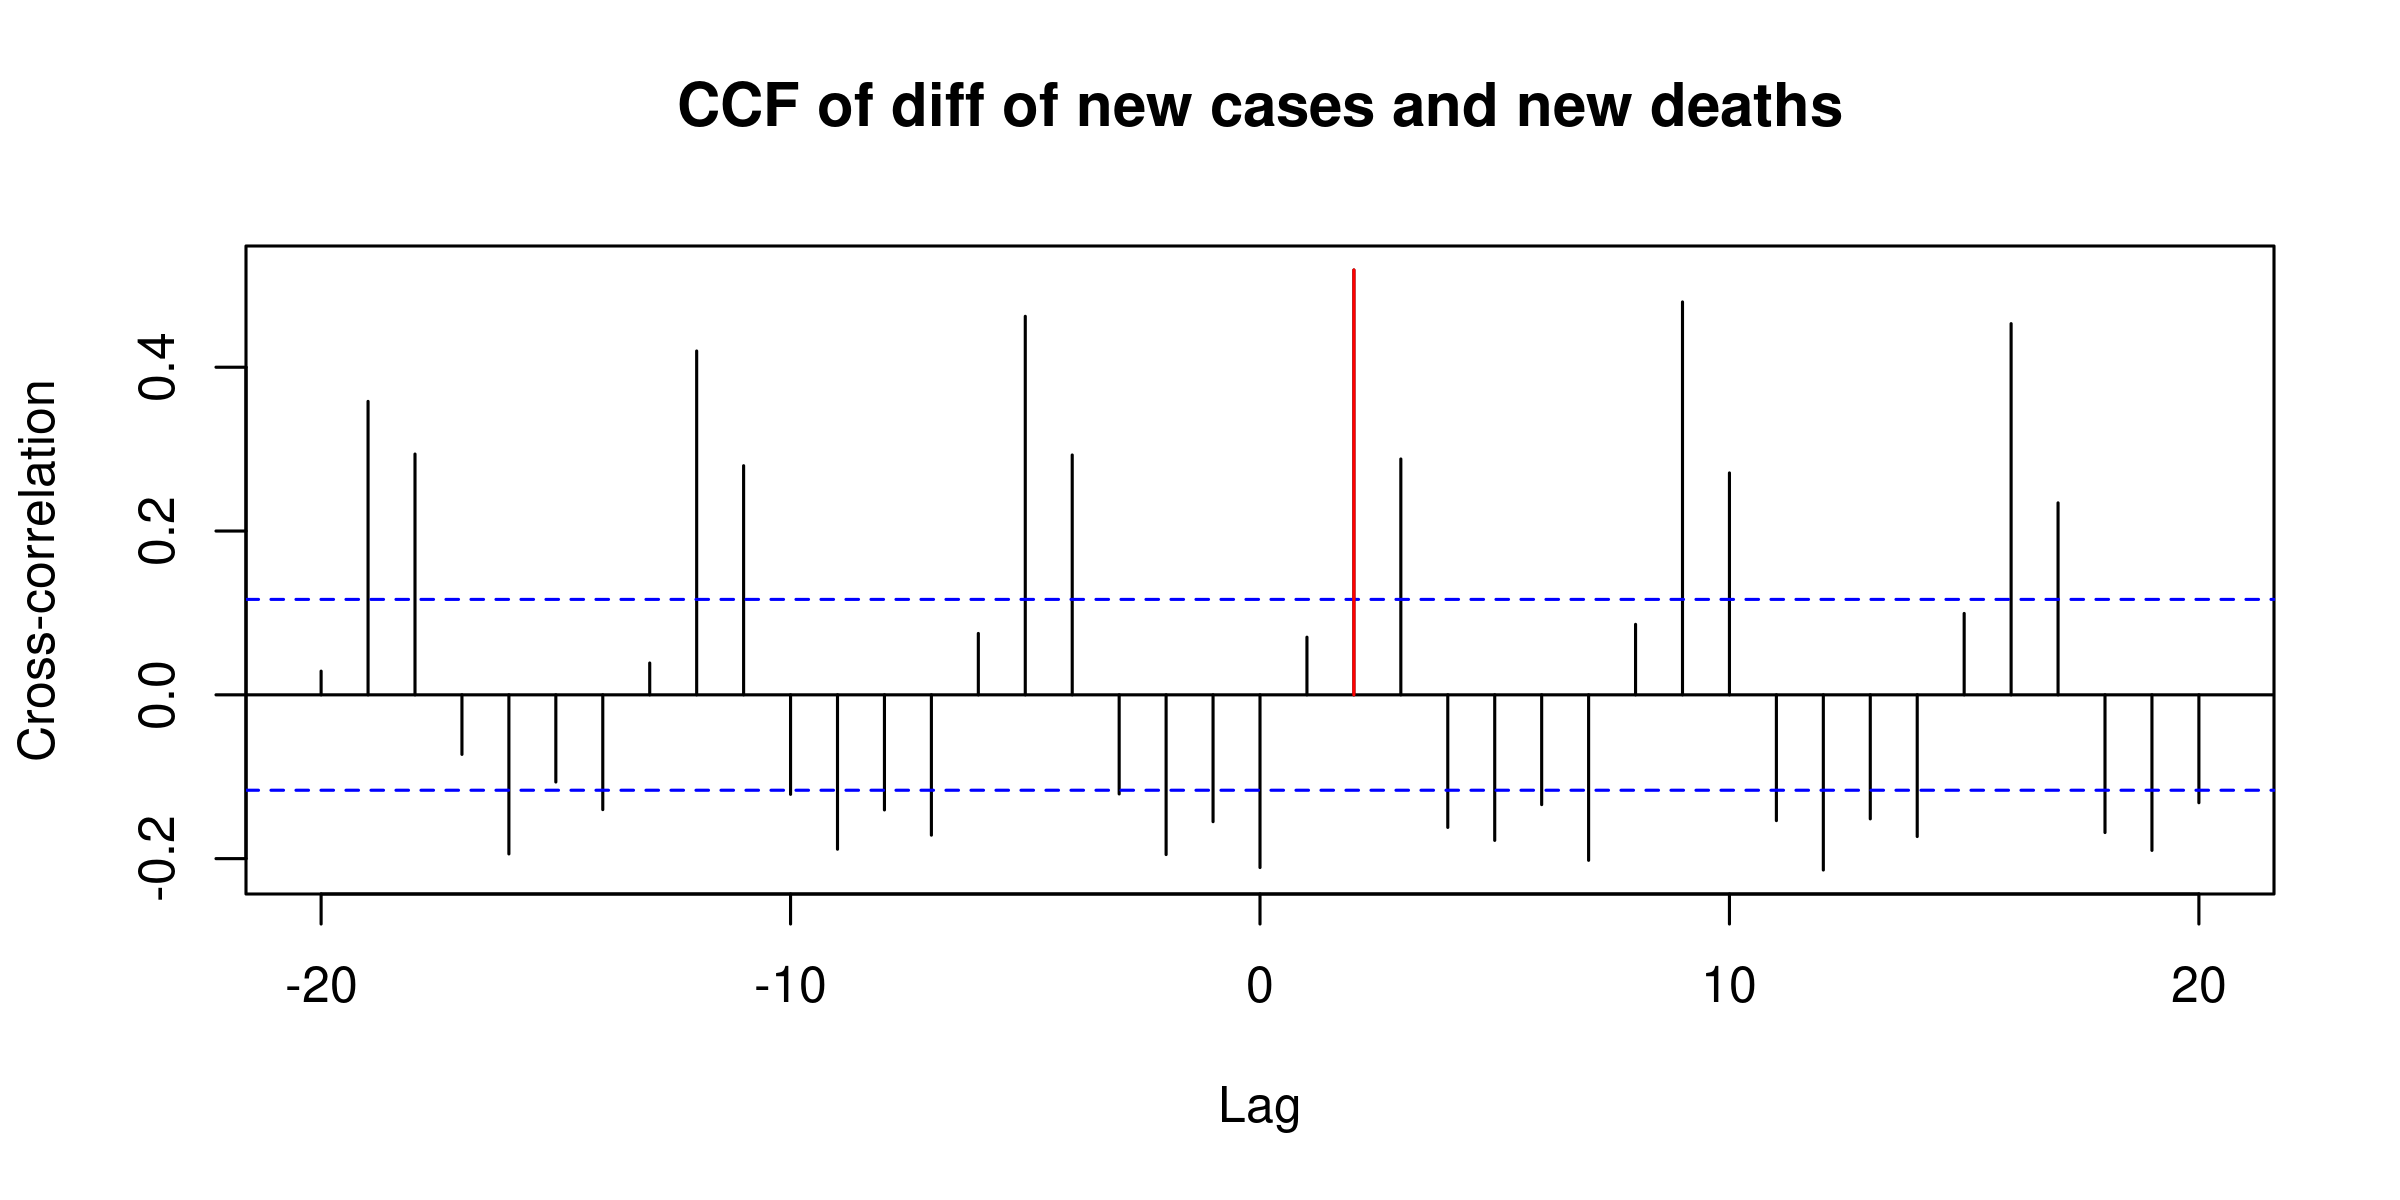 CCF of diff of new cases and new deaths
Cross-correlation
0.4
0.2
0.0
-0.2
-20 -10 0 10 20
Lag